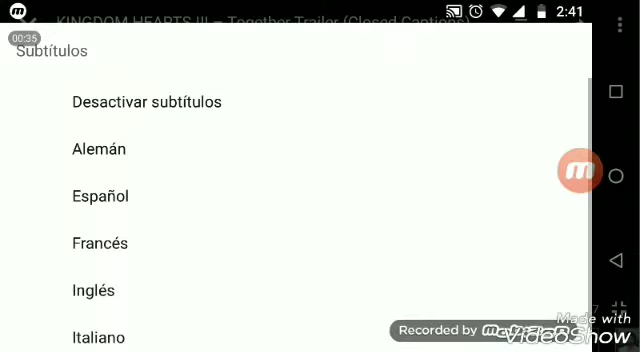 KINGDOM HEARTS III – Together Trailer (Closed Captions)
2:41
00:35
Subtítulos
Desactivar subtítulos
Alemán
Español
Francés
Inglés
Italiano
Recorded by
Made with
VideoShow